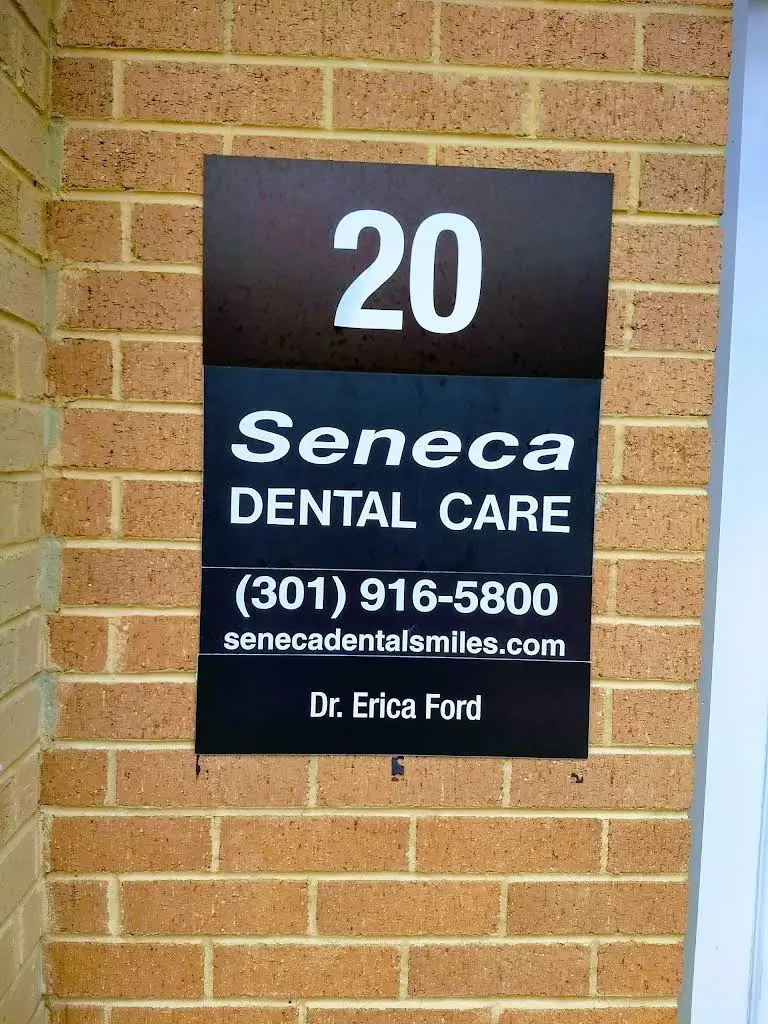 20
Seneca
DENTAL CARE
(301) 916-5800
senecadentalsmiles.com
Dr. Erica Ford